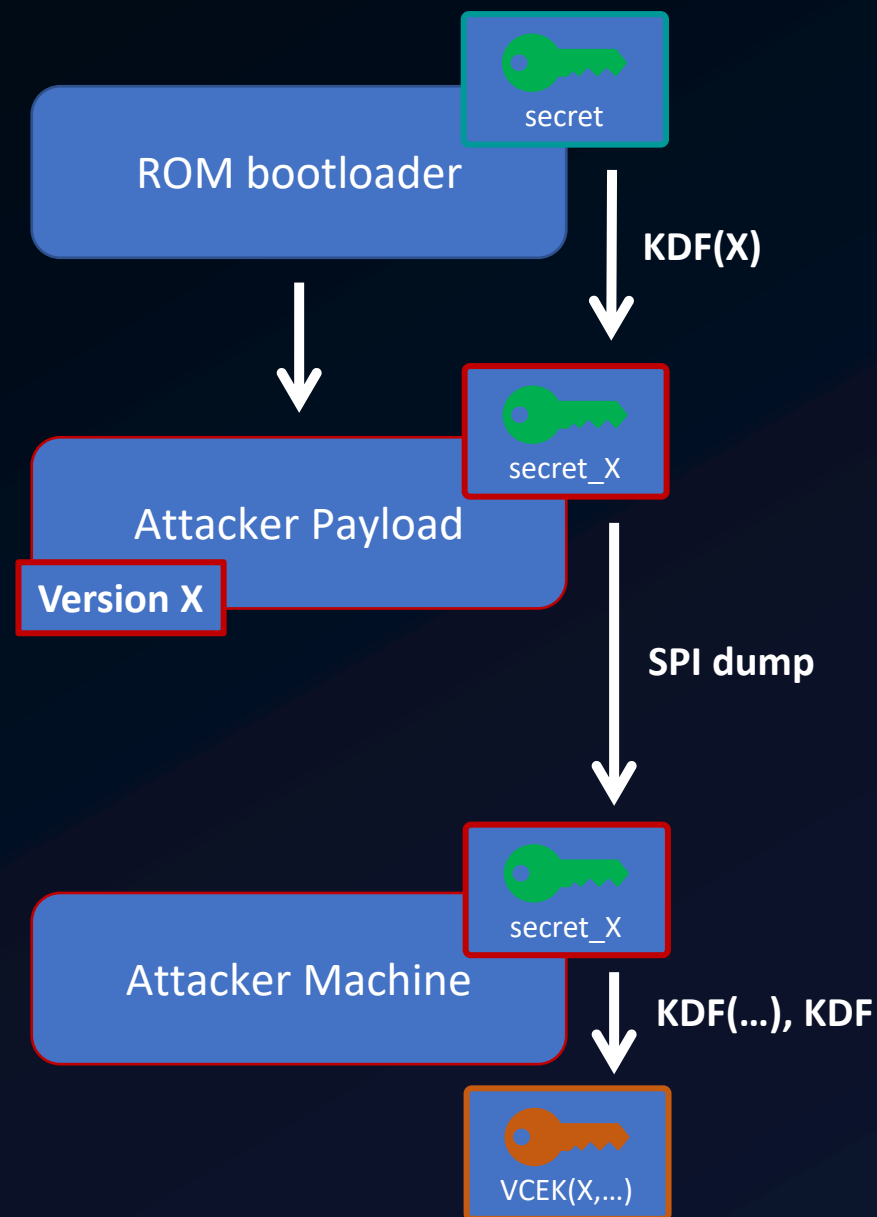 secret
ROM bootloader
KDF(X)
secret_X
Attacker Payload
Version X
SPI dump
secret_X
Attacker Machine
KDF(…), KDF
VCEK(X,…)